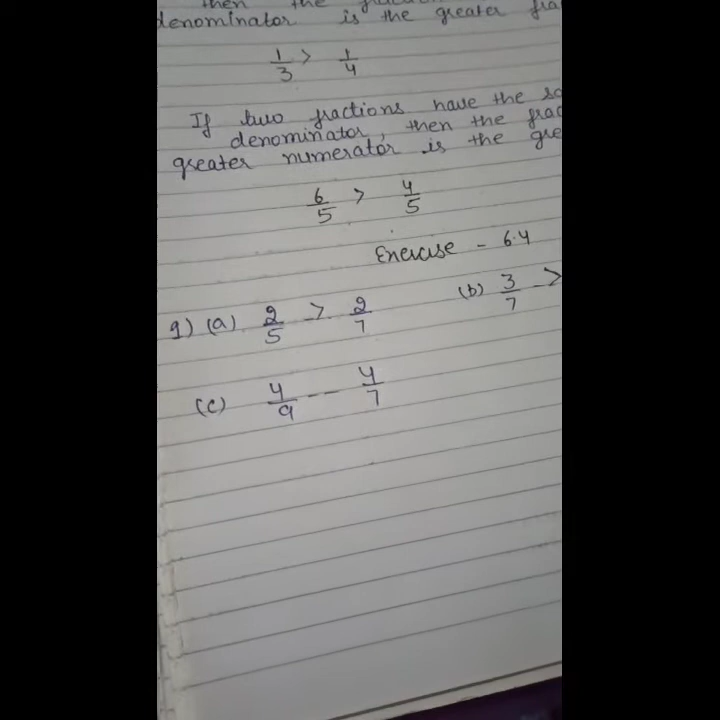 then the
denominator is the greater
1/3 > 1/4
If two fractions have the
denominator, then the
greater numerator is the
6/5 > 4/5
Exercise - 6.4
1) (a) 2/5 > 2/7 (b) 3/7 >
(c) 4/9 -- 4/7